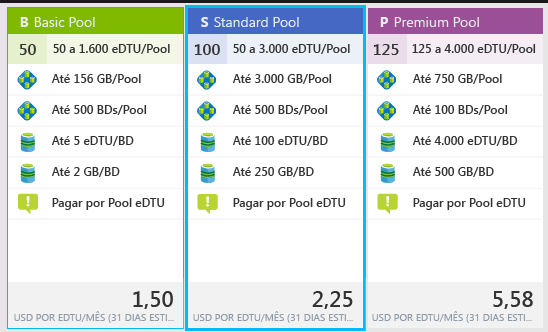 B Basic Pool
50 50 a 1.600 eDTU/Pool
Até 156 GB/Pool
Até 500 BDs/Pool
Até 5 eDTU/BD
Até 2 GB/BD
Pagar por Pool eDTU
1,50
USD POR EDTU/MÊS (31 DIAS ESTI...
S Standard Pool
100 50 a 3.000 eDTU/Pool
Até 3.000 GB/Pool
Até 500 BDs/Pool
Até 100 eDTU/BD
Até 250 GB/BD
Pagar por Pool eDTU
2,25
USD POR EDTU/MÊS (31 DIAS ESTI...
P Premium Pool
125 125 a 4.000 eDTU/Pool
Até 750 GB/Pool
Até 100 BDs/Pool
Até 4.000 eDTU/BD
Até 500 GB/BD
Pagar por Pool eDTU
5,58
USD POR EDTU/MÊS (31 DIAS ESTI...